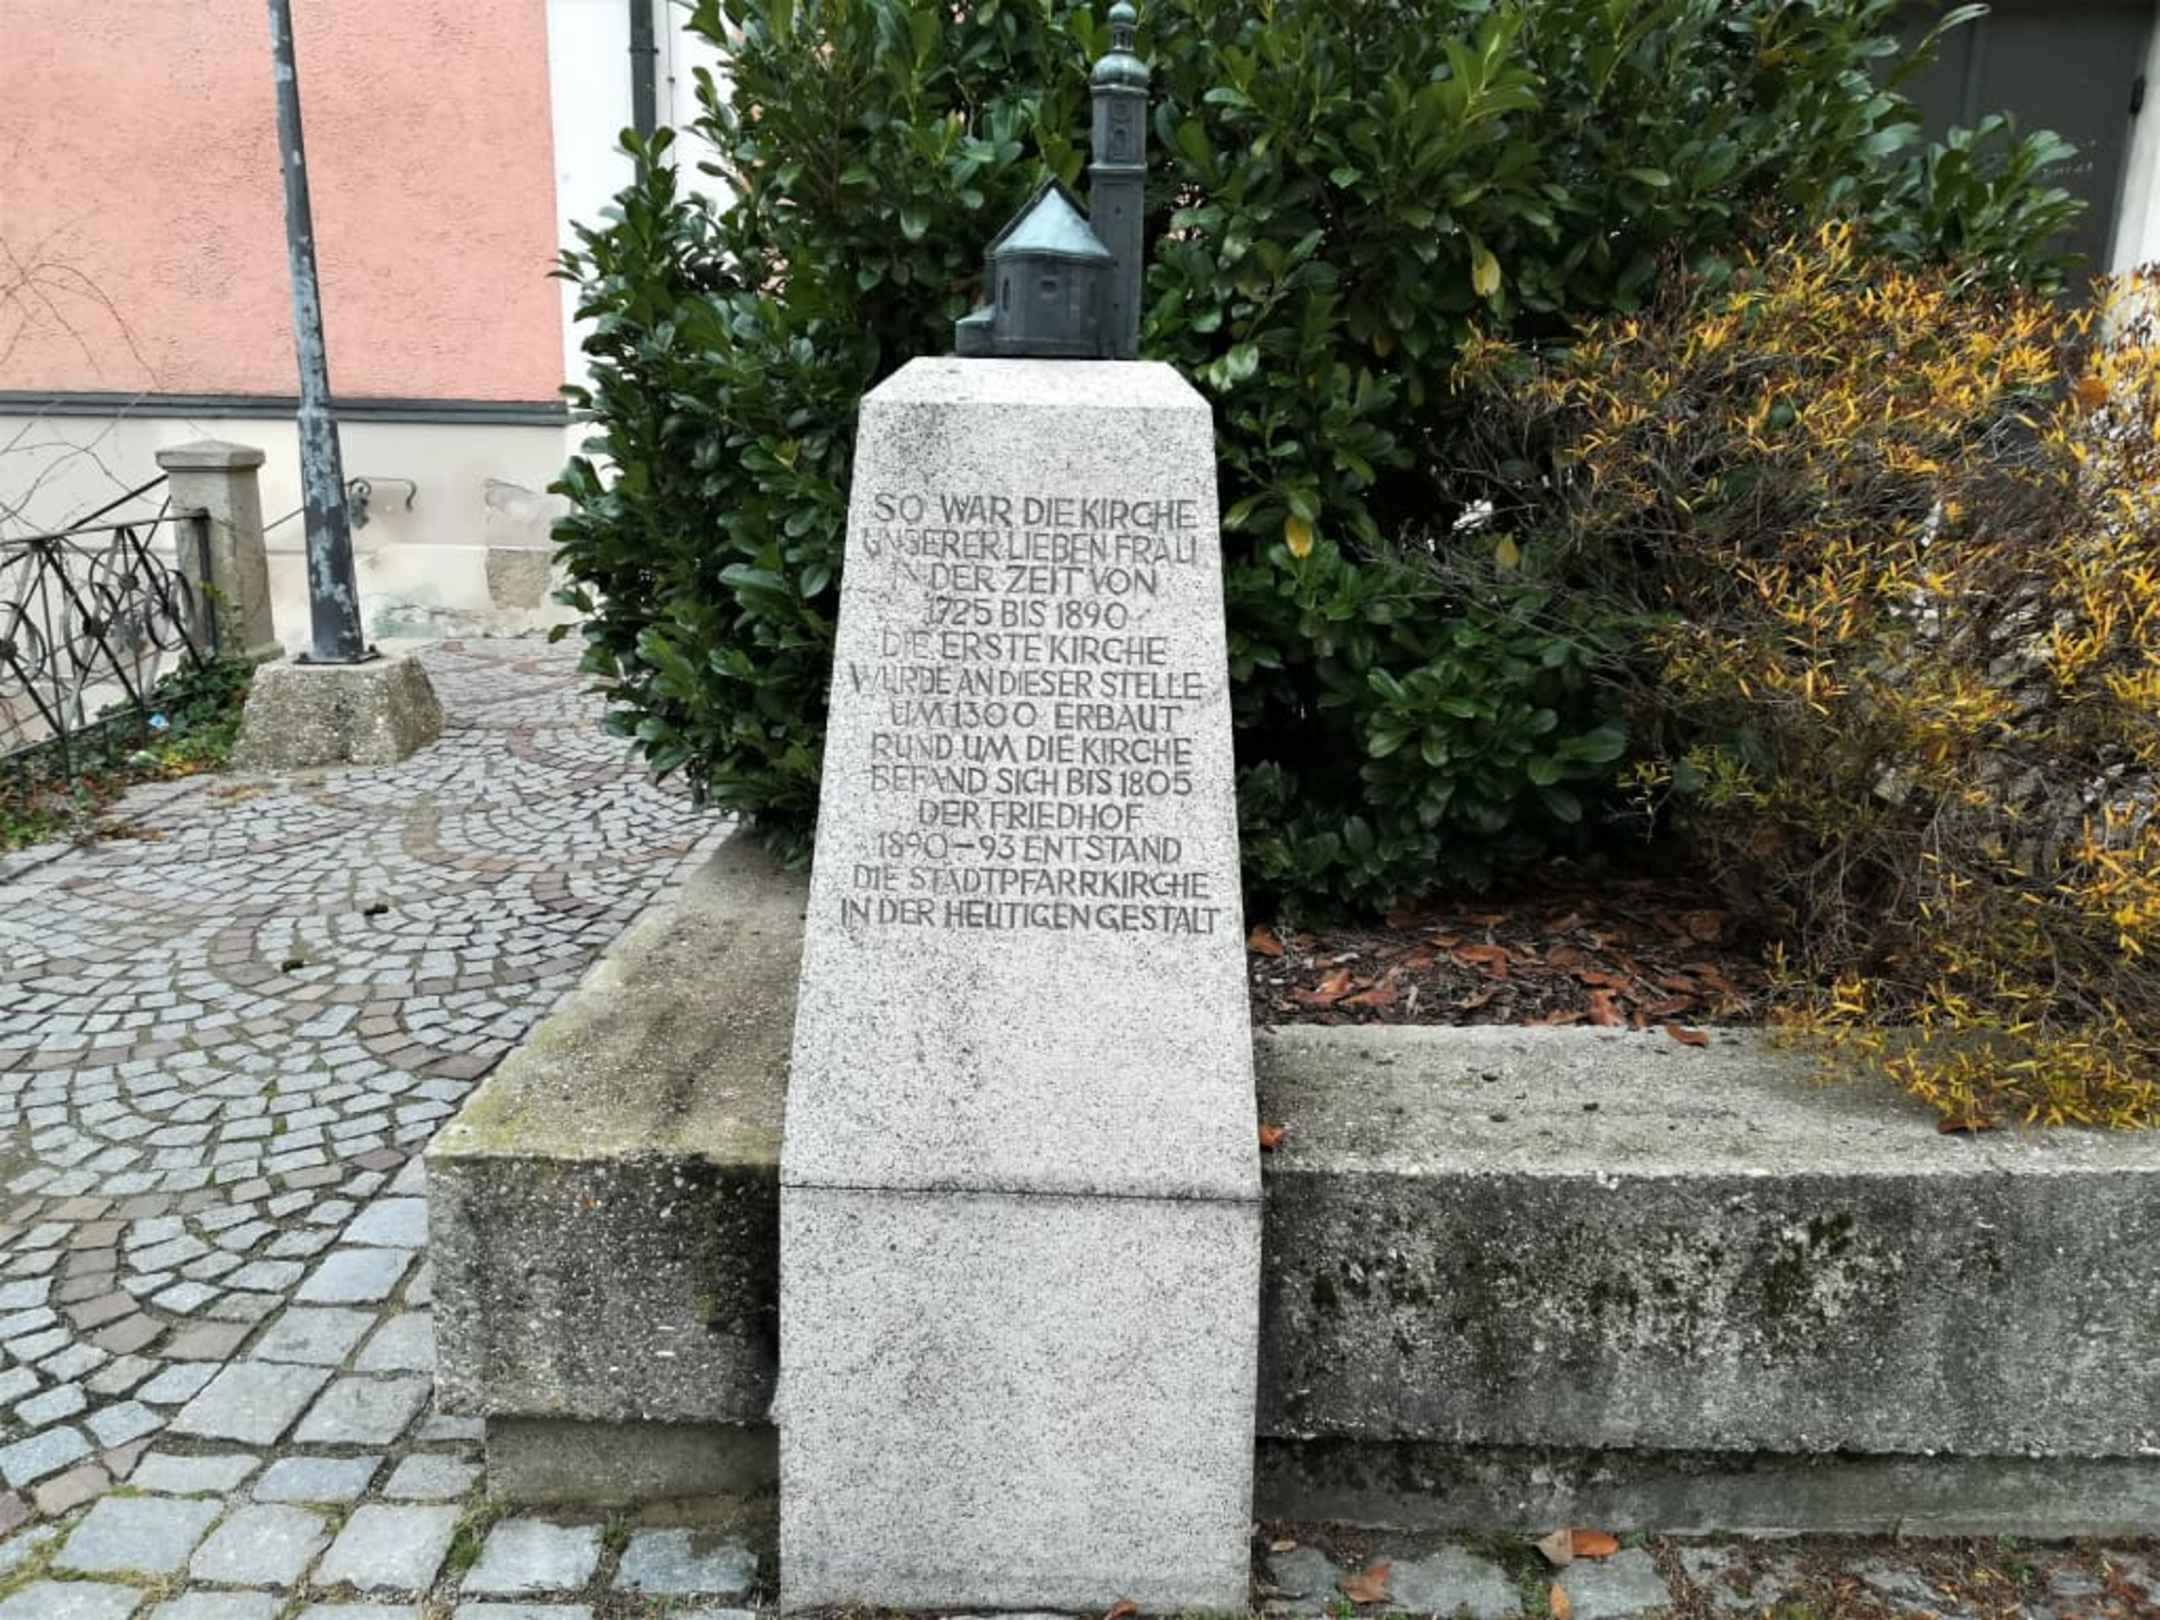 SO WAR DIE KIRCHE
UNSERER LIEBEN FRAU
IN DER ZEIT VON
1725 BIS 1890
DIE ERSTE KIRCHE
WURDE AN DIESER STELLE
UM 1300 ERBAUT
RUND UM DIE KIRCHE
BEFAND SICH BIS 1805
DER FRIEDHOF
1890-93 ENTSTAND
DIE STADTPFARRKIRCHE
IN DER HEUTIGEN GESTALT